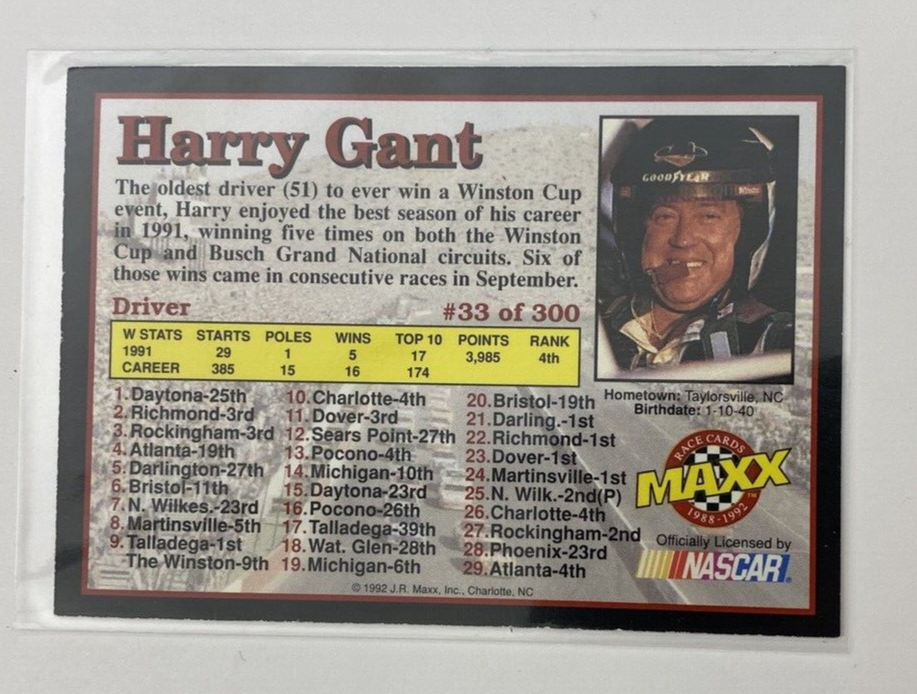 Harry Gant
The oldest driver (51) to ever win a Winston Cup
event, Harry enjoyed the best season of his career
in 1991, winning five times on both the Winston
Cup and Busch Grand National circuits. Six of
those wins came in consecutive races in September.
Driver #33 of 300
W STATS STARTS POLES WINS TOP 10 POINTS RANK
1991 29 1 5 17 3,985 4th
CAREER 385 15 16 174
1. Daytona-25th
2. Richmond-3rd
3. Rockingham-3rd
4. Atlanta-19th
5. Darlington-27th
6. Bristol-11th
7. N. Wilkes.-23rd
8. Martinsville-5th
9. Talladega-1st
The Winston-9th
10. Charlotte-4th
11. Dover-3rd
12. Sears Point-27th
13. Pocono-4th
14. Michigan-10th
15. Daytona-23rd
16. Pocono-26th
17. Talladega-39th
18. Wat. Glen-28th
19. Michigan-6th
20. Bristol-19th
21. Darling.-1st
22. Richmond-1st
23. Dover-1st
24. Martinsville-1st
25. N. Wilk.-2nd(P)
26. Charlotte-4th
27. Rockingham-2nd
28. Phoenix-23rd
29. Atlanta-4th
GOODYEAR
Hometown: Taylorsville, NC
Birthdate: 1-10-40
RACE CARDS
MAXX™
1988-1992
Officially Licensed by
NASCAR®
© 1992 J.R. Maxx, Inc., Charlotte, NC